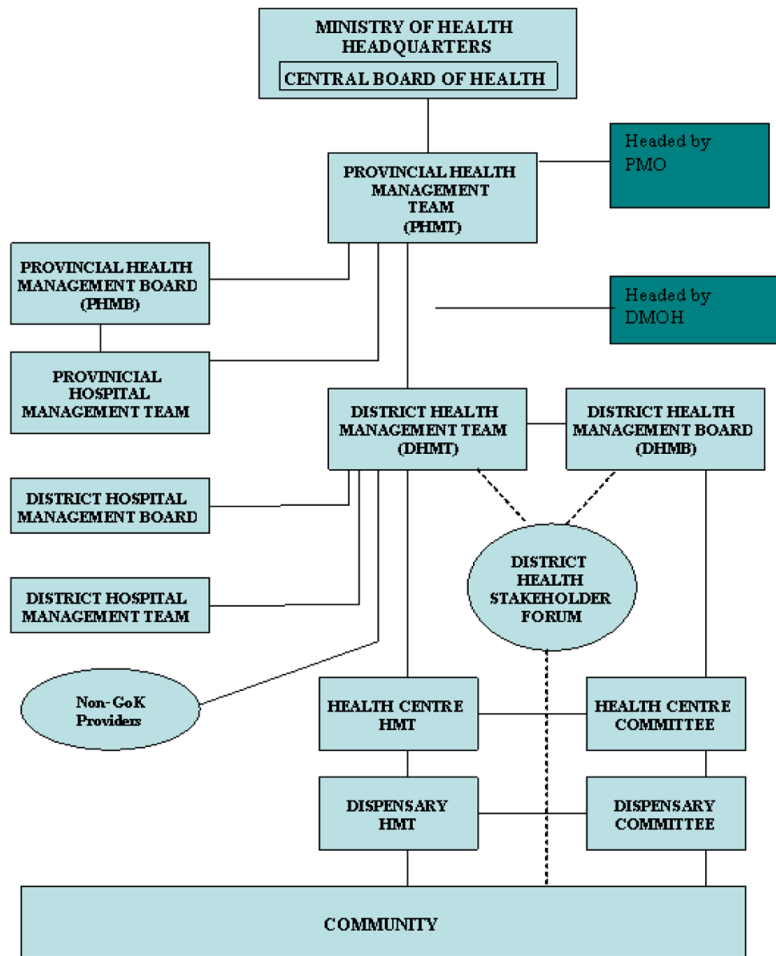 MINISTRY OF HEALTH
HEADQUARTERS
CENTRAL BOARD OF HEALTH
Headed by
PMO
PROVINCIAL HEALTH
MANAGEMENT
TEAM
(PHMT)
PROVINCIAL HEALTH
MANAGEMENT BOARD
(PHMB)
Headed by
DMOH
PROVINICIAL
HOSPITAL
MANAGEMENT TEAM
DISTRICT HEALTH
MANAGEMENT TEAM
(DHMT)
DISTRICT HEALTH
MANAGEMENT BOARD
(DHMB)
DISTRICT HOSPITAL
MANAGEMENT BOARD
DISTRICT
HEALTH
STAKEHOLDER
FORUM
DISTRICT HOSPITAL
MANAGEMENT TEAM
Non-GoK
Providers
HEALTH CENTRE
HMT
HEALTH CENTRE
COMMITTEE
DISPENSARY
HMT
DISPENSARY
COMMITTEE
COMMUNITY